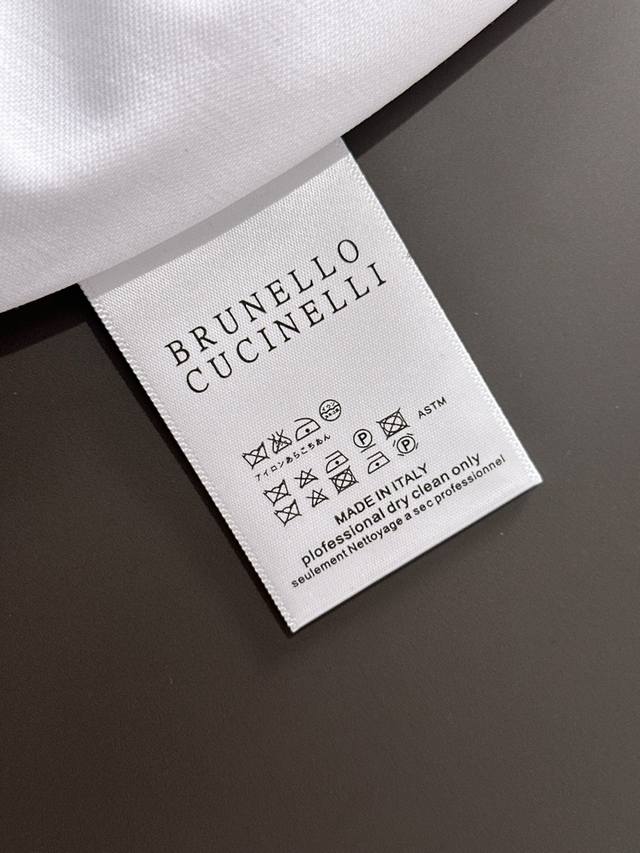 BRUNELLO
CUCINELLI
アイロンあらこちあん
ASTM
MADE IN ITALY
plofessional dry clean only
seulement Nettoyage a sec professionnel